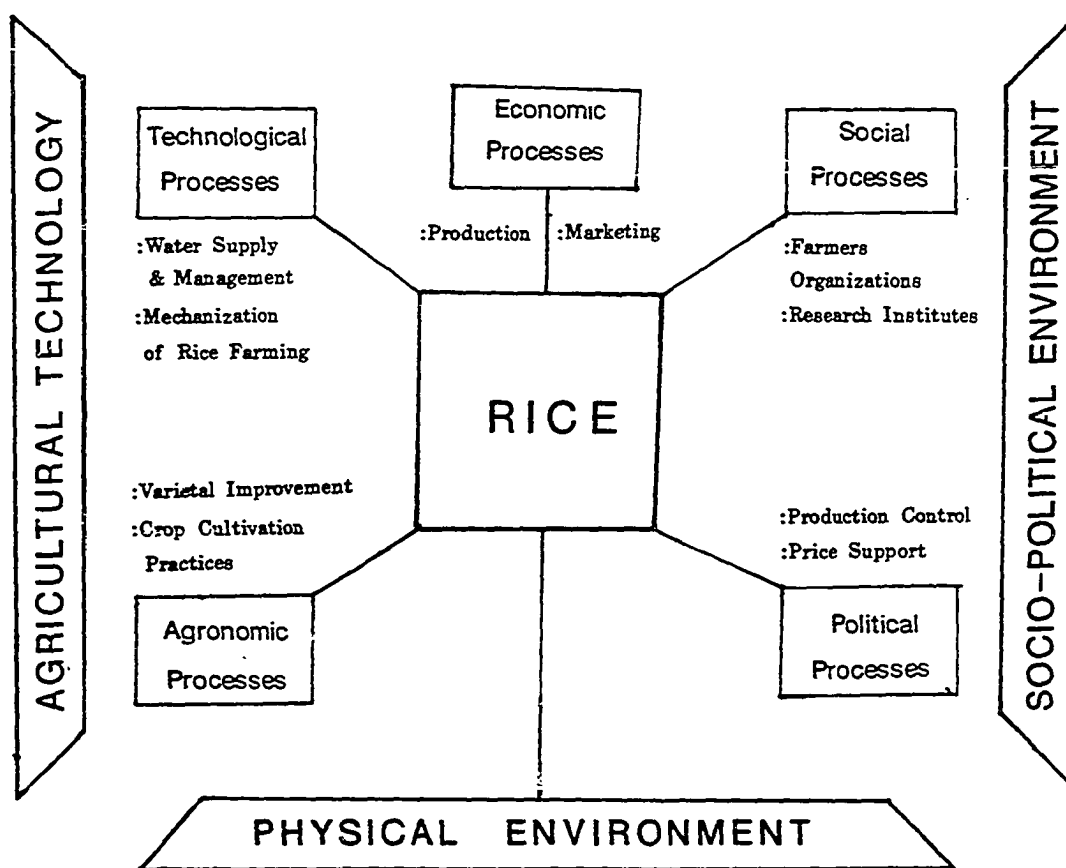 AGRICULTURAL TECHNOLOGY
Technological
Processes
:Water Supply
& Management
:Mechanization
of Rice Farming
Economic
Processes
:Production :Marketing
Social
Processes
:Farmers
Organizations
:Research Institutes
RICE
:Varietal Improvement
:Crop Cultivation
Practices
Agronomic
Processes
:Production Control
:Price Support
Political
Processes
SOCIO-POLITICAL ENVIRONMENT
PHYSICAL ENVIRONMENT